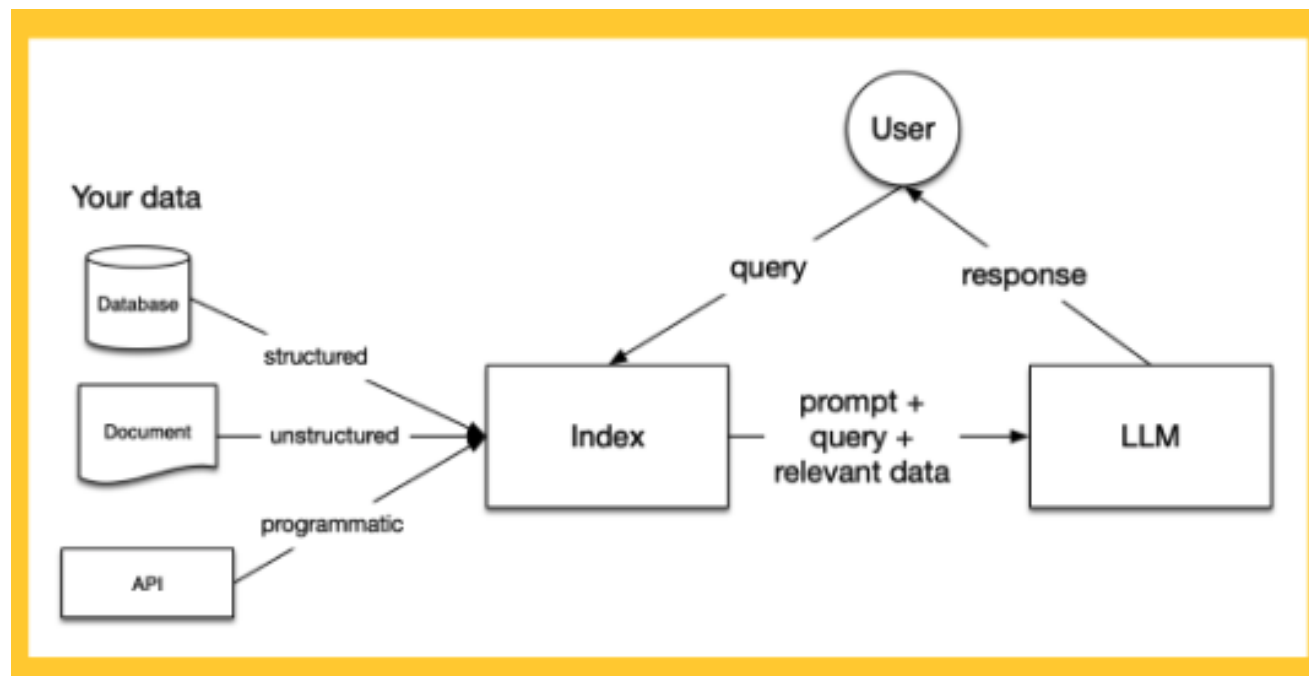 User
Your data
query
response
Database
structured
Document
unstructured
Index
prompt +
query +
relevant data
LLM
programmatic
API